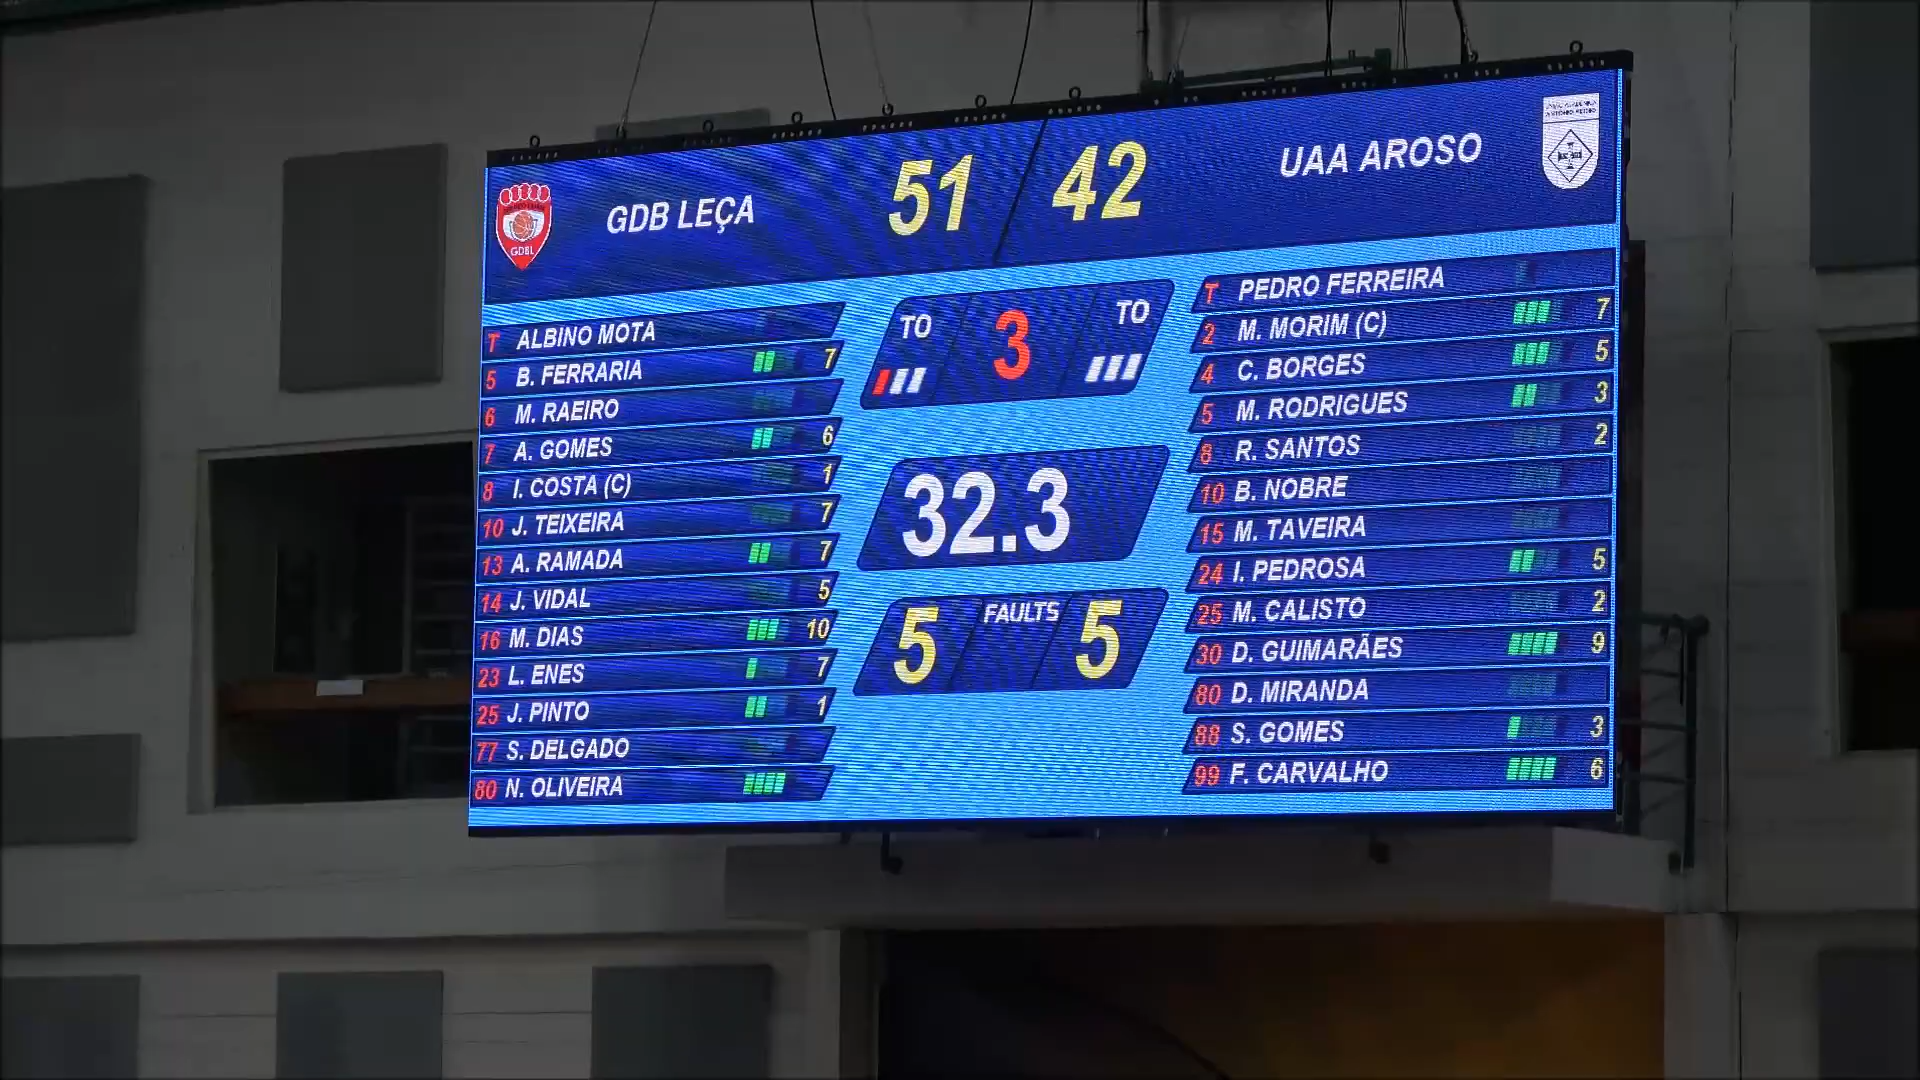 GDB LEÇA 51 42 UAA AROSO
GDBL
TO 3 TO
32.3
5 FAULTS 5
T ALBINO MOTA
5 B. FERRARIA 7
6 M. RAEIRO
7 A. GOMES 6
8 I. COSTA (C) 1
10 J. TEIXEIRA 7
13 A. RAMADA 7
14 J. VIDAL 5
16 M. DIAS 10
23 L. ENES 7
25 J. PINTO 1
77 S. DELGADO
80 N. OLIVEIRA
T PEDRO FERREIRA
2 M. MORIM (C) 7
4 C. BORGES 5
5 M. RODRIGUES 3
8 R. SANTOS 2
10 B. NOBRE
15 M. TAVEIRA
24 I. PEDROSA 5
25 M. CALISTO 2
30 D. GUIMARÃES 9
80 D. MIRANDA
88 S. GOMES 3
99 F. CARVALHO 6